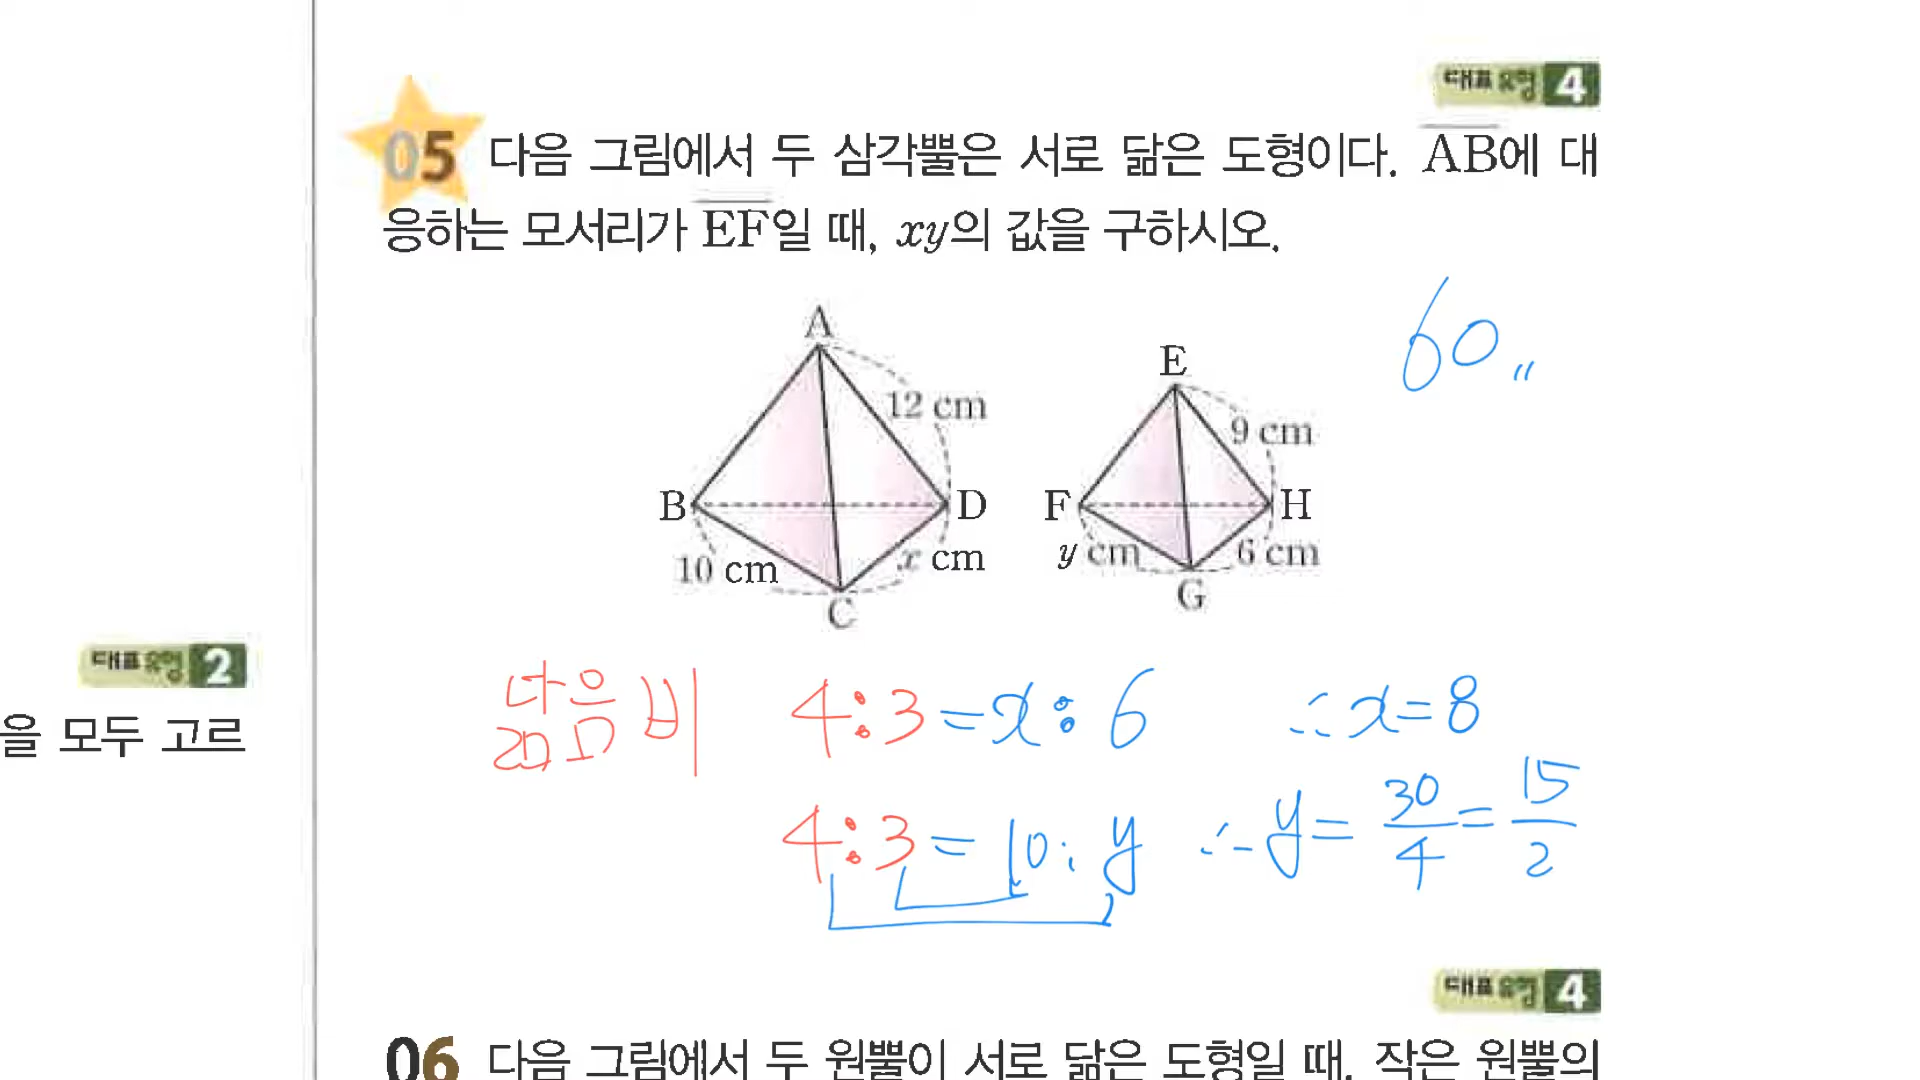 대표유형 4
05 다음 그림에서 두 삼각뿔은 서로 닮은 도형이다. AB에 대
응하는 모서리가 EF일 때, xy의 값을 구하시오.
60〃
A
E
12 cm
9 cm
B
D
F
H
10 cm
x cm
y cm
6 cm
C
G
대표유형 2
을 모두 고르
닮음비 4:3=x:6 ∴x=8
4:3=10:y ∴y=30/4=15/2
대표유형 4
06 다음 그림에서 두 원뿔이 서로 닮은 도형일 때, 작은 원뿔의